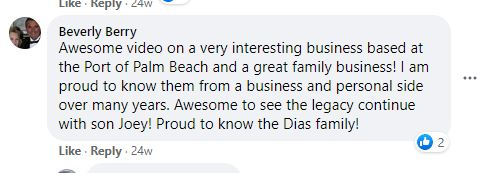 Like · Reply · 24w
Beverly Berry
Awesome video on a very interesting business based at
the Port of Palm Beach and a great family business! I am
proud to know them from a business and personal side
over many years. Awesome to see the legacy continue
with son Joey! Proud to know the Dias family!
2
Like · Reply · 24w